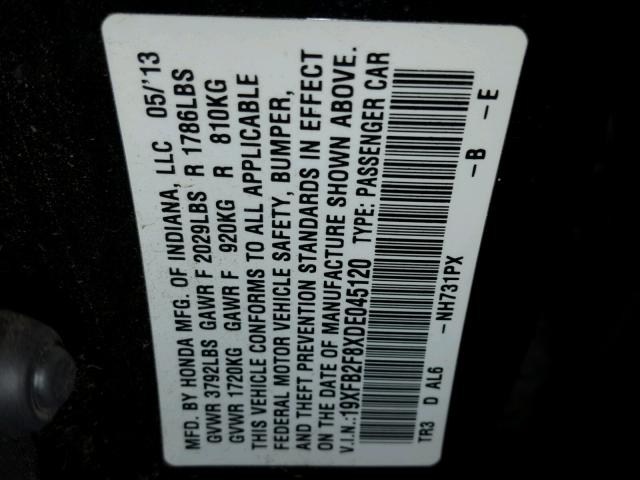 MFD. BY HONDA MFG. OF INDIANA, LLC 05/'13
GVWR 3792LBS GAWR F 2029LBS R 1786LBS
GVWR 1720KG GAWR F 920KG R 810KG
THIS VEHICLE CONFORMS TO ALL APPLICABLE
FEDERAL MOTOR VEHICLE SAFETY, BUMPER,
AND THEFT PREVENTION STANDARDS IN EFFECT
ON THE DATE OF MANUFACTURE SHOWN ABOVE.
V.I.N.:19XFB2F8XDE045120 TYPE: PASSENGER CAR
-NH731PX -B -E
TR3 D AL6